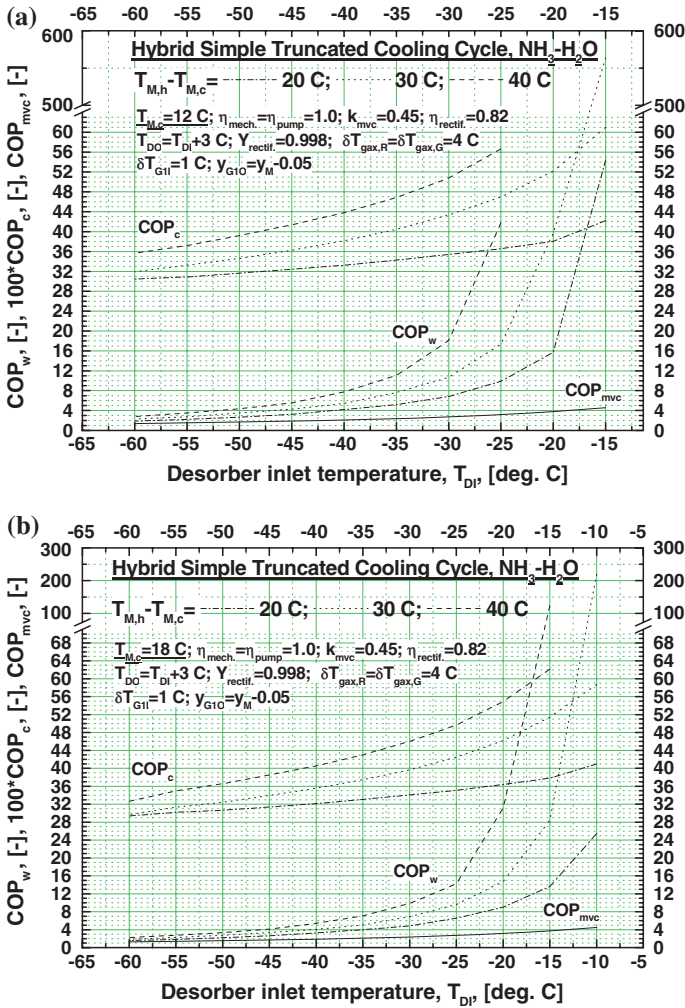 (a)
-65 -60 -55 -50 -45 -40 -35 -30 -25 -20 -15
600 600
Hybrid Simple Truncated Cooling Cycle, NH3-H2O
TM,h-TM,c= 20 C; 30 C; 40 C
500 500
TM,c=12 C; ηmech.=ηpump=1.0; kmvc=0.45; ηrectif.=0.82
TDO=TDI+3 C; Yrectif.=0.998; δTgax,R=δTgax,G=4 C
δTG1I=1 C; yG1O=yM-0.05
COPc
COPw
COPmvc
60 60
56 56
52 52
48 48
44 44
40 40
36 36
32 32
28 28
24 24
20 20
16 16
12 12
8 8
4 4
0 0
COPw, [-], 100*COPc, [-], COPmvc, [-]
-65 -60 -55 -50 -45 -40 -35 -30 -25 -20 -15
Desorber inlet temperature, TDI, [deg. C]
(b)
-65 -60 -55 -50 -45 -40 -35 -30 -25 -20 -15 -10 -5
300 300
Hybrid Simple Truncated Cooling Cycle, NH3-H2O
200 200
TM,h-TM,c= 20 C; 30 C; 40 C
100 100
TM,c=18 C; ηmech.=ηpump=1.0; kmvc=0.45; ηrectif.=0.82
TDO=TDI+3 C; Yrectif.=0.998; δTgax,R=δTgax,G=4 C
δTG1I=1 C; yG1O=yM-0.05
COPc
COPw
COPmvc
68 68
64 64
60 60
56 56
52 52
48 48
44 44
40 40
36 36
32 32
28 28
24 24
20 20
16 16
12 12
8 8
4 4
0 0
COPw, [-], 100*COPc, [-], COPmvc, [-]
-65 -60 -55 -50 -45 -40 -35 -30 -25 -20 -15 -10 -5
Desorber inlet temperature, TDI, [deg. C]